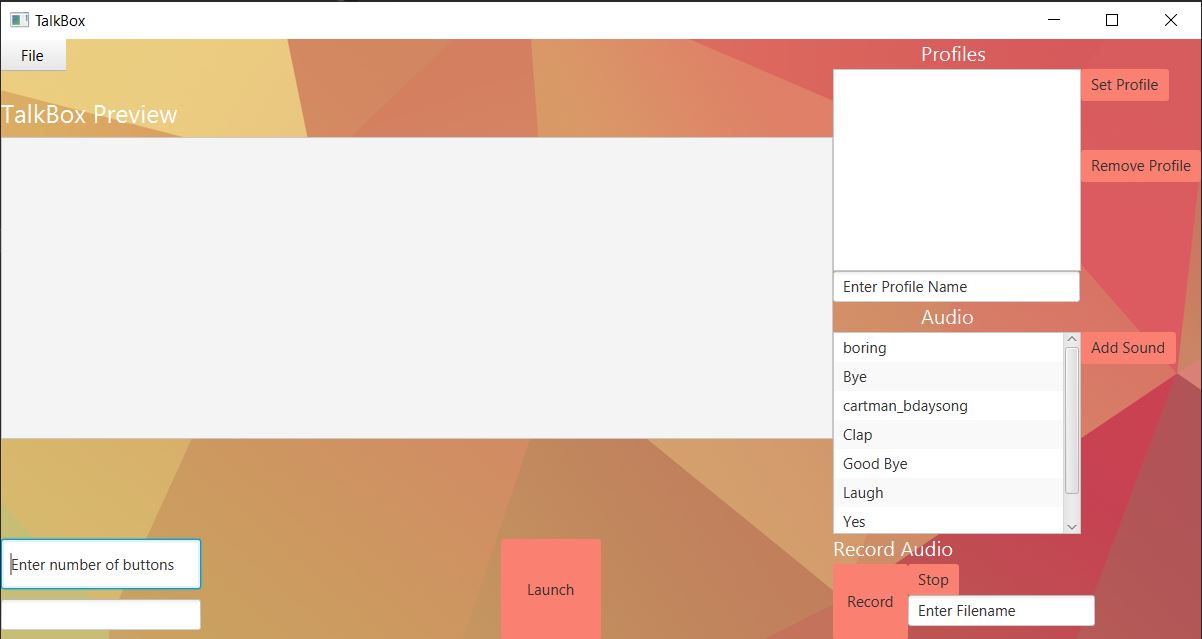 TalkBox
File
Profiles
Set Profile
TalkBox Preview
Remove Profile
Enter Profile Name
Audio
boring
Add Sound
Bye
cartman_bdaysong
Clap
Good Bye
Laugh
Yes
Record Audio
Enter number of buttons
Launch
Record
Stop
Enter Filename